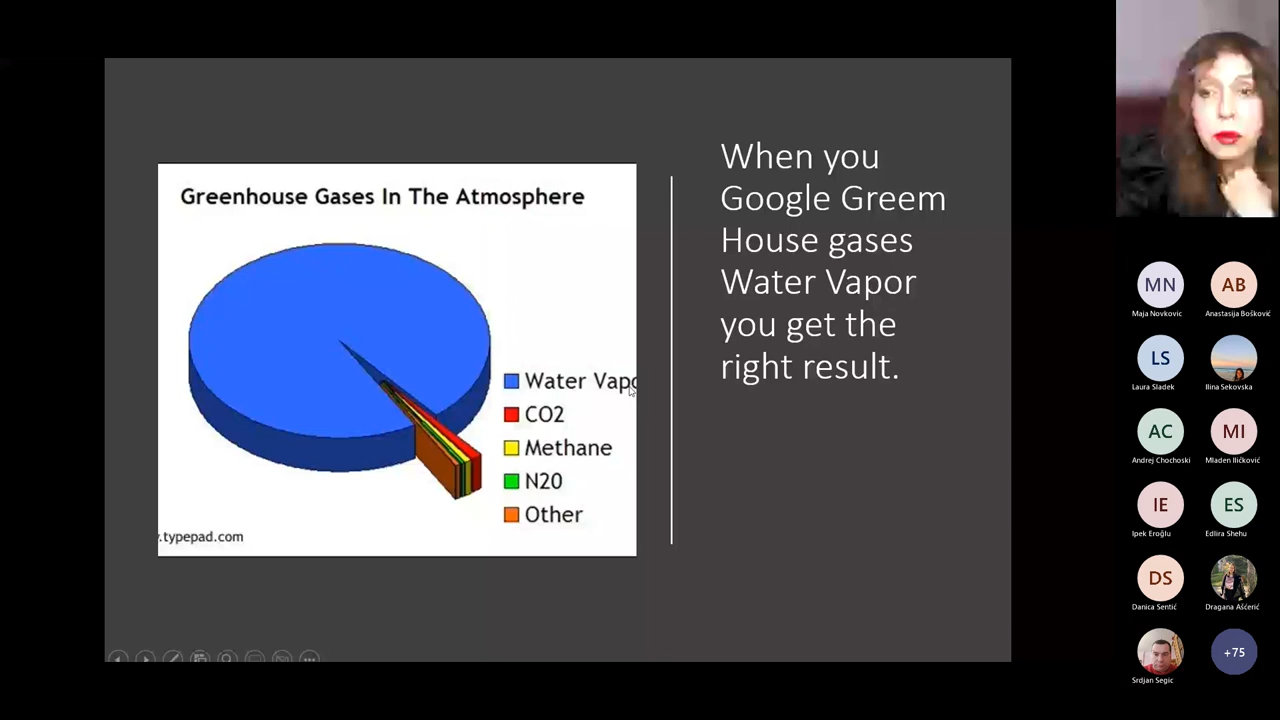 Greenhouse Gases In The Atmosphere
Water Vapo
CO2
Methane
N20
Other
.typepad.com
When you
Google Greem
House gases
Water Vapor
you get the
right result.
MN
Maja Novkovic
AB
Anastasija Bošković
LS
Laura Sladek
Ilina Sekovska
AC
Andrej Chochoski
MI
Mladen Iličković
IE
Ipek Eroğlu
ES
Edlira Shehu
DS
Danica Sentić
Dragana Ašćerić
Srdjan Segic
+75